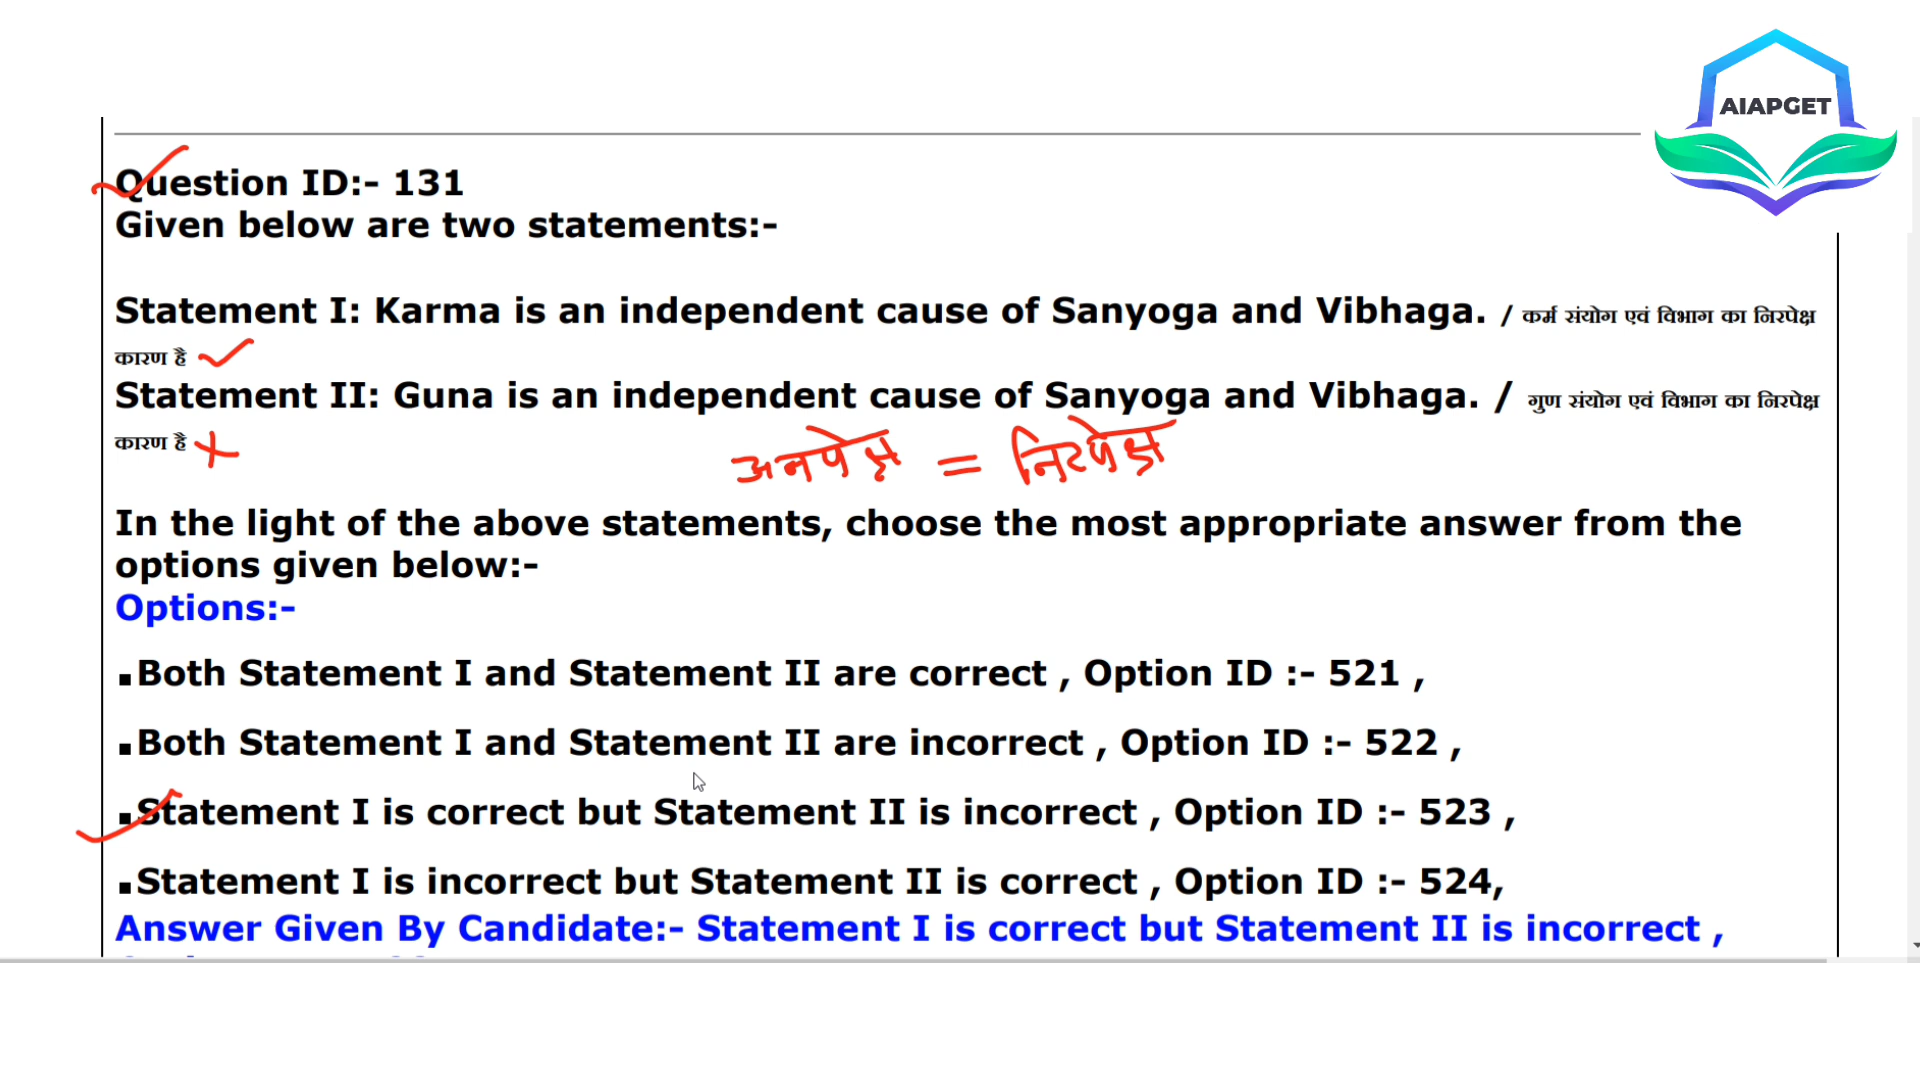 AIAPGET
Question ID:- 131
Given below are two statements:-
Statement I: Karma is an independent cause of Sanyoga and Vibhaga. / कर्म संयोग एवं विभाग का निरपेक्ष
कारण है
Statement II: Guna is an independent cause of Sanyoga and Vibhaga. / गुण संयोग एवं विभाग का निरपेक्ष
कारण है
अनपेक्ष = निरपेक्ष
In the light of the above statements, choose the most appropriate answer from the
options given below:-
Options:-
▪Both Statement I and Statement II are correct , Option ID :- 521 ,
▪Both Statement I and Statement II are incorrect , Option ID :- 522 ,
▪Statement I is correct but Statement II is incorrect , Option ID :- 523 ,
▪Statement I is incorrect but Statement II is correct , Option ID :- 524,
Answer Given By Candidate:- Statement I is correct but Statement II is incorrect ,